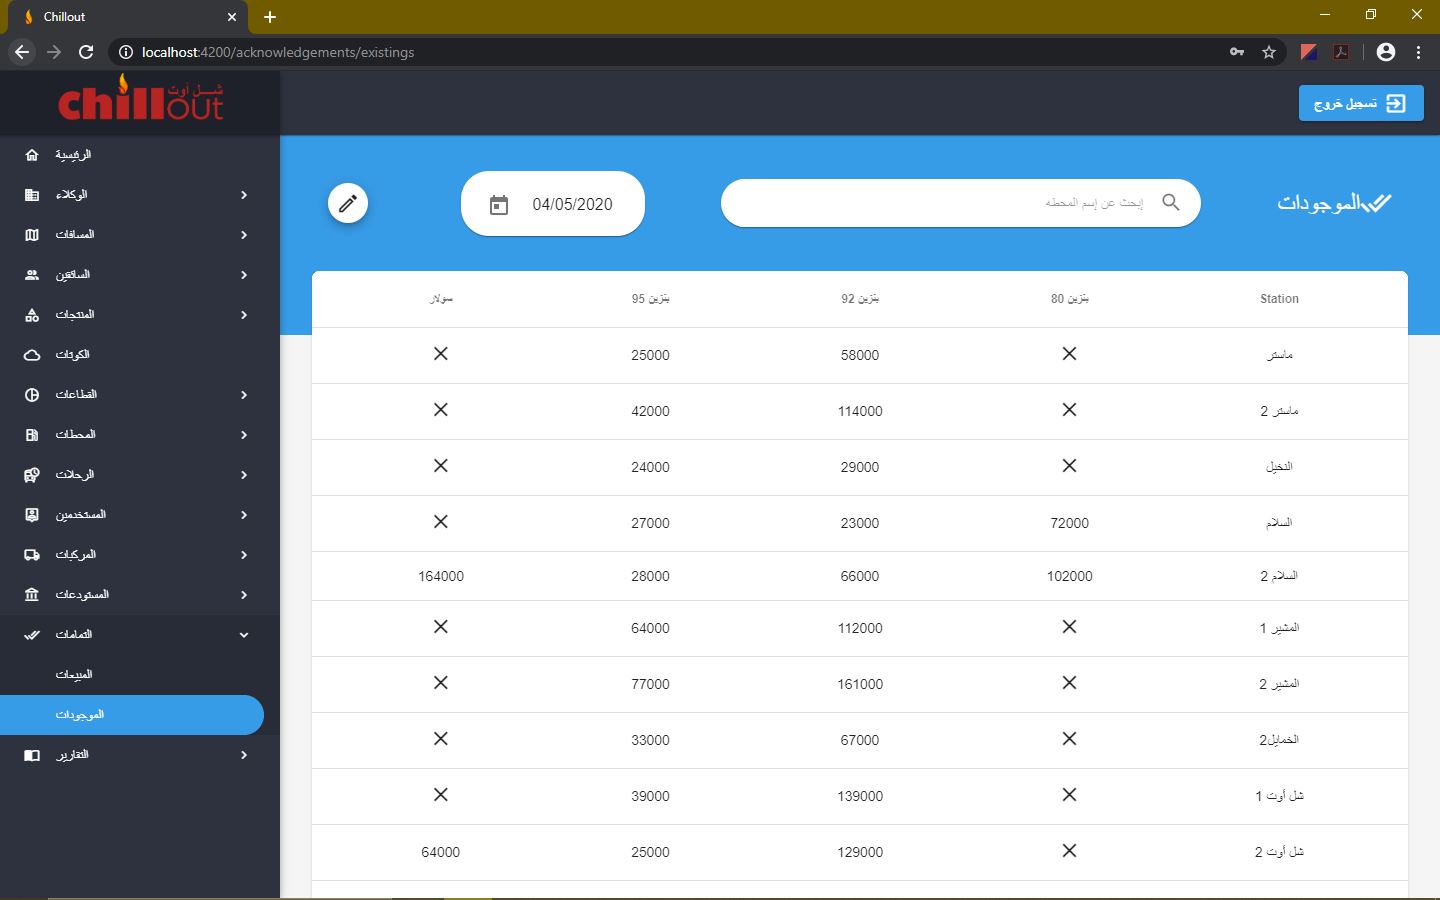 Chillout
localhost:4200/acknowledgements/existings
chillout شل أوت
تسجيل خروج
الرئيسية
الوكلاء
المسافات
السائقين
المنتجات
الكوتات
القطاعات
المحطات
الرحلات
المستخدمين
المركبات
المستودعات
التمامات
المبيعات
الموجودات
التقارير
الموجودات
إبحث عن إسم المحطه
04/05/2020
Station بنزين 80 بنزين 92 بنزين 95 سولار
ماستر 58000 25000
ماستر 2 114000 42000
النخيل 29000 24000
السلام 72000 23000 27000
السلام 2 102000 66000 28000 164000
المشير 1 112000 64000
المشير 2 161000 77000
الخمايل2 67000 33000
شل أوت 1 139000 39000
شل أوت 2 129000 25000 64000